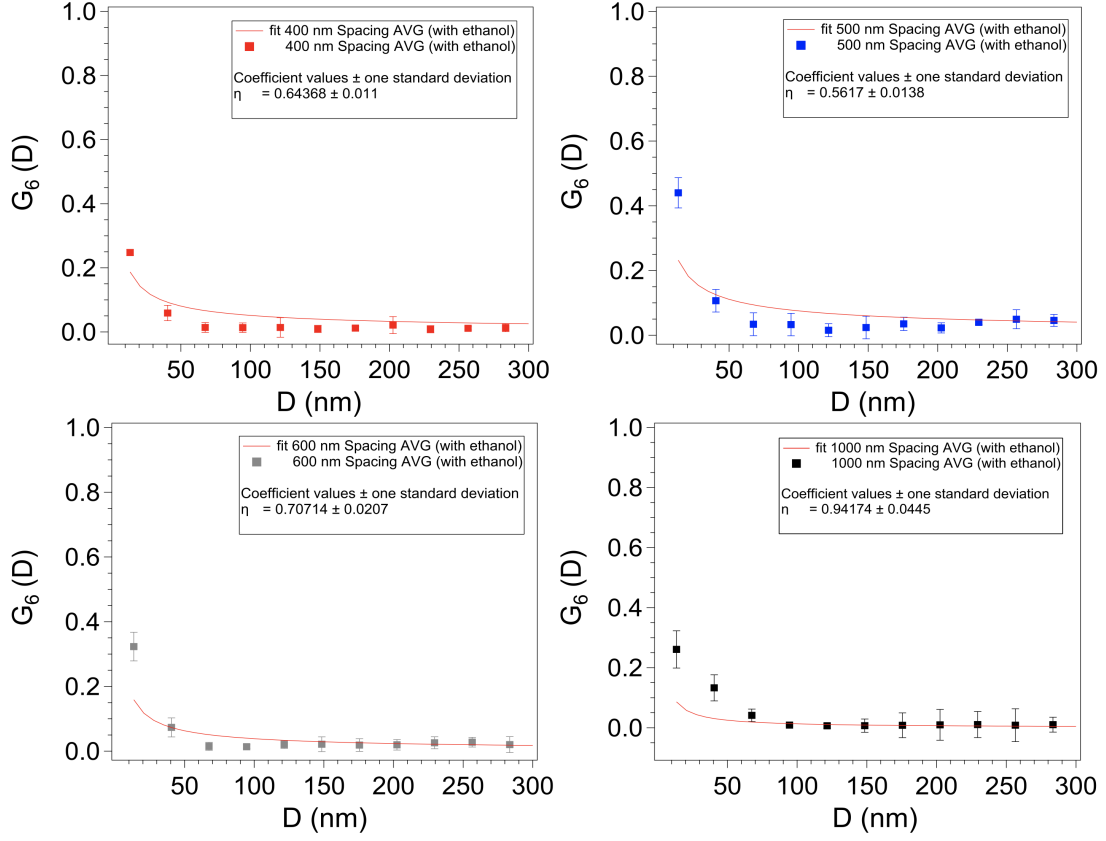 1.0
0.8
0.6
0.4
0.2
0.0
G6 (D)
50
100
150
200
250
300
D (nm)
fit 400 nm Spacing AVG (with ethanol)
400 nm Spacing AVG (with ethanol)
Coefficient values ± one standard deviation
η = 0.64368 ± 0.011
1.0
0.8
0.6
0.4
0.2
0.0
G6 (D)
50
100
150
200
250
300
D (nm)
fit 500 nm Spacing AVG (with ethanol)
500 nm Spacing AVG (with ethanol)
Coefficient values ± one standard deviation
η = 0.5617 ± 0.0138
1.0
0.8
0.6
0.4
0.2
0.0
G6 (D)
50
100
150
200
250
300
D (nm)
fit 600 nm Spacing AVG (with ethanol)
600 nm Spacing AVG (with ethanol)
Coefficient values ± one standard deviation
η = 0.70714 ± 0.0207
1.0
0.8
0.6
0.4
0.2
0.0
G6 (D)
50
100
150
200
250
300
D (nm)
fit 1000 nm Spacing AVG (with ethanol)
1000 nm Spacing AVG (with ethanol)
Coefficient values ± one standard deviation
η = 0.94174 ± 0.0445